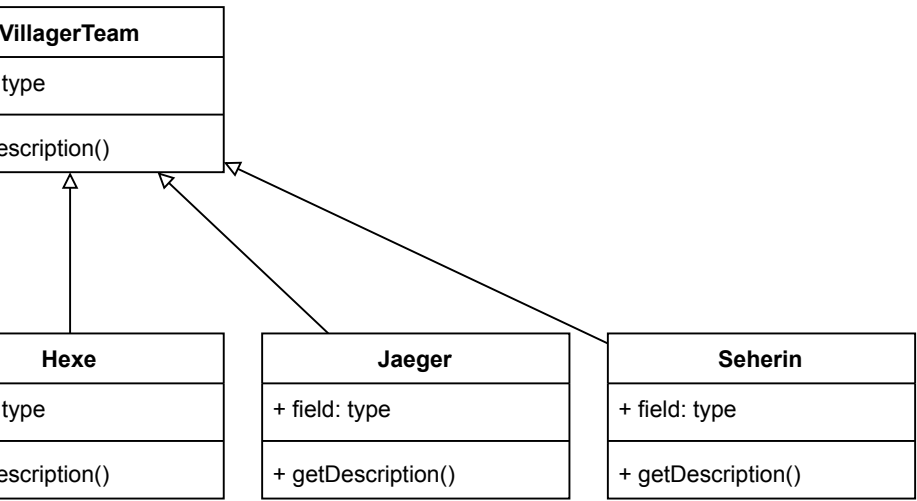 VillagerTeam
type
escription()
Hexe
type
escription()
Jaeger
+ field: type
+ getDescription()
Seherin
+ field: type
+ getDescription()